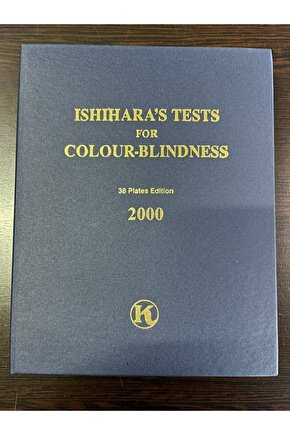 ISHIHARA'S TESTS
FOR
COLOUR-BLINDNESS
38 Plates Edition
2000
K